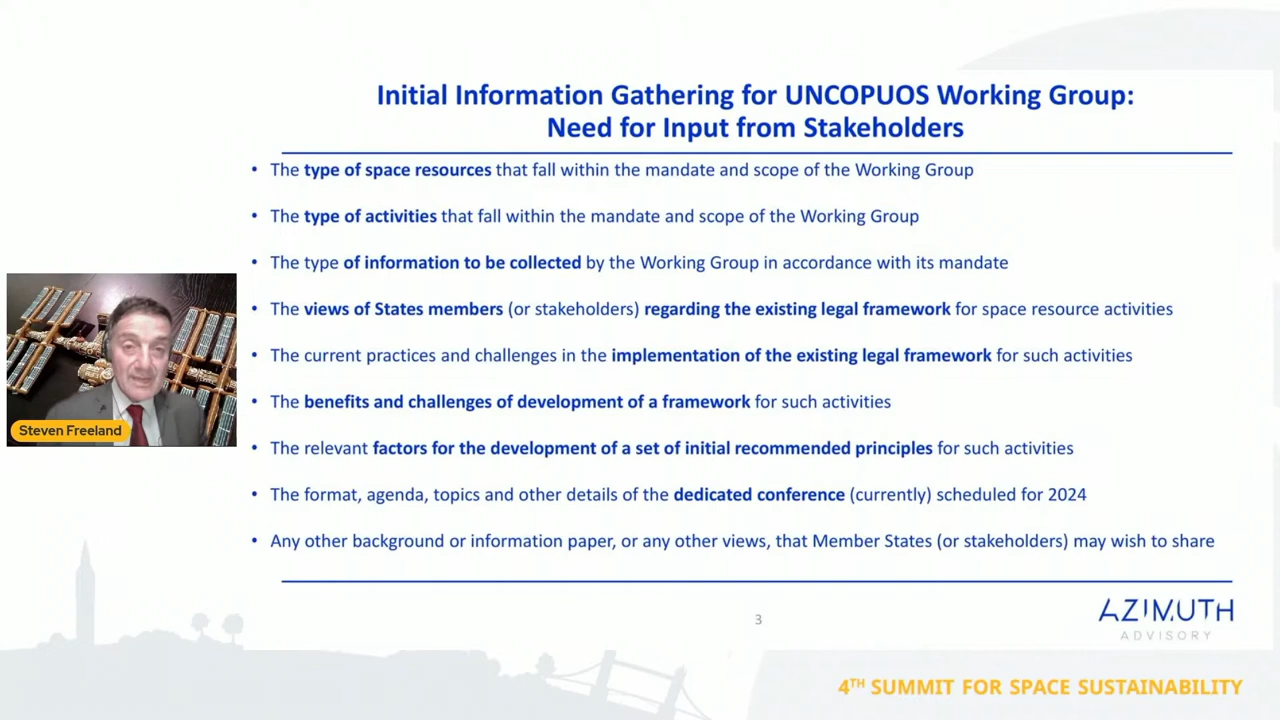 Initial Information Gathering for UNCOPUOS Working Group:
Need for Input from Stakeholders
• The type of space resources that fall within the mandate and scope of the Working Group
• The type of activities that fall within the mandate and scope of the Working Group
• The type of information to be collected by the Working Group in accordance with its mandate
• The views of States members (or stakeholders) regarding the existing legal framework for space resource activities
• The current practices and challenges in the implementation of the existing legal framework for such activities
• The benefits and challenges of development of a framework for such activities
• The relevant factors for the development of a set of initial recommended principles for such activities
• The format, agenda, topics and other details of the dedicated conference (currently) scheduled for 2024
• Any other background or information paper, or any other views, that Member States (or stakeholders) may wish to share
Steven Freeland
3
AZIMUTH
ADVISORY
4TH SUMMIT FOR SPACE SUSTAINABILITY